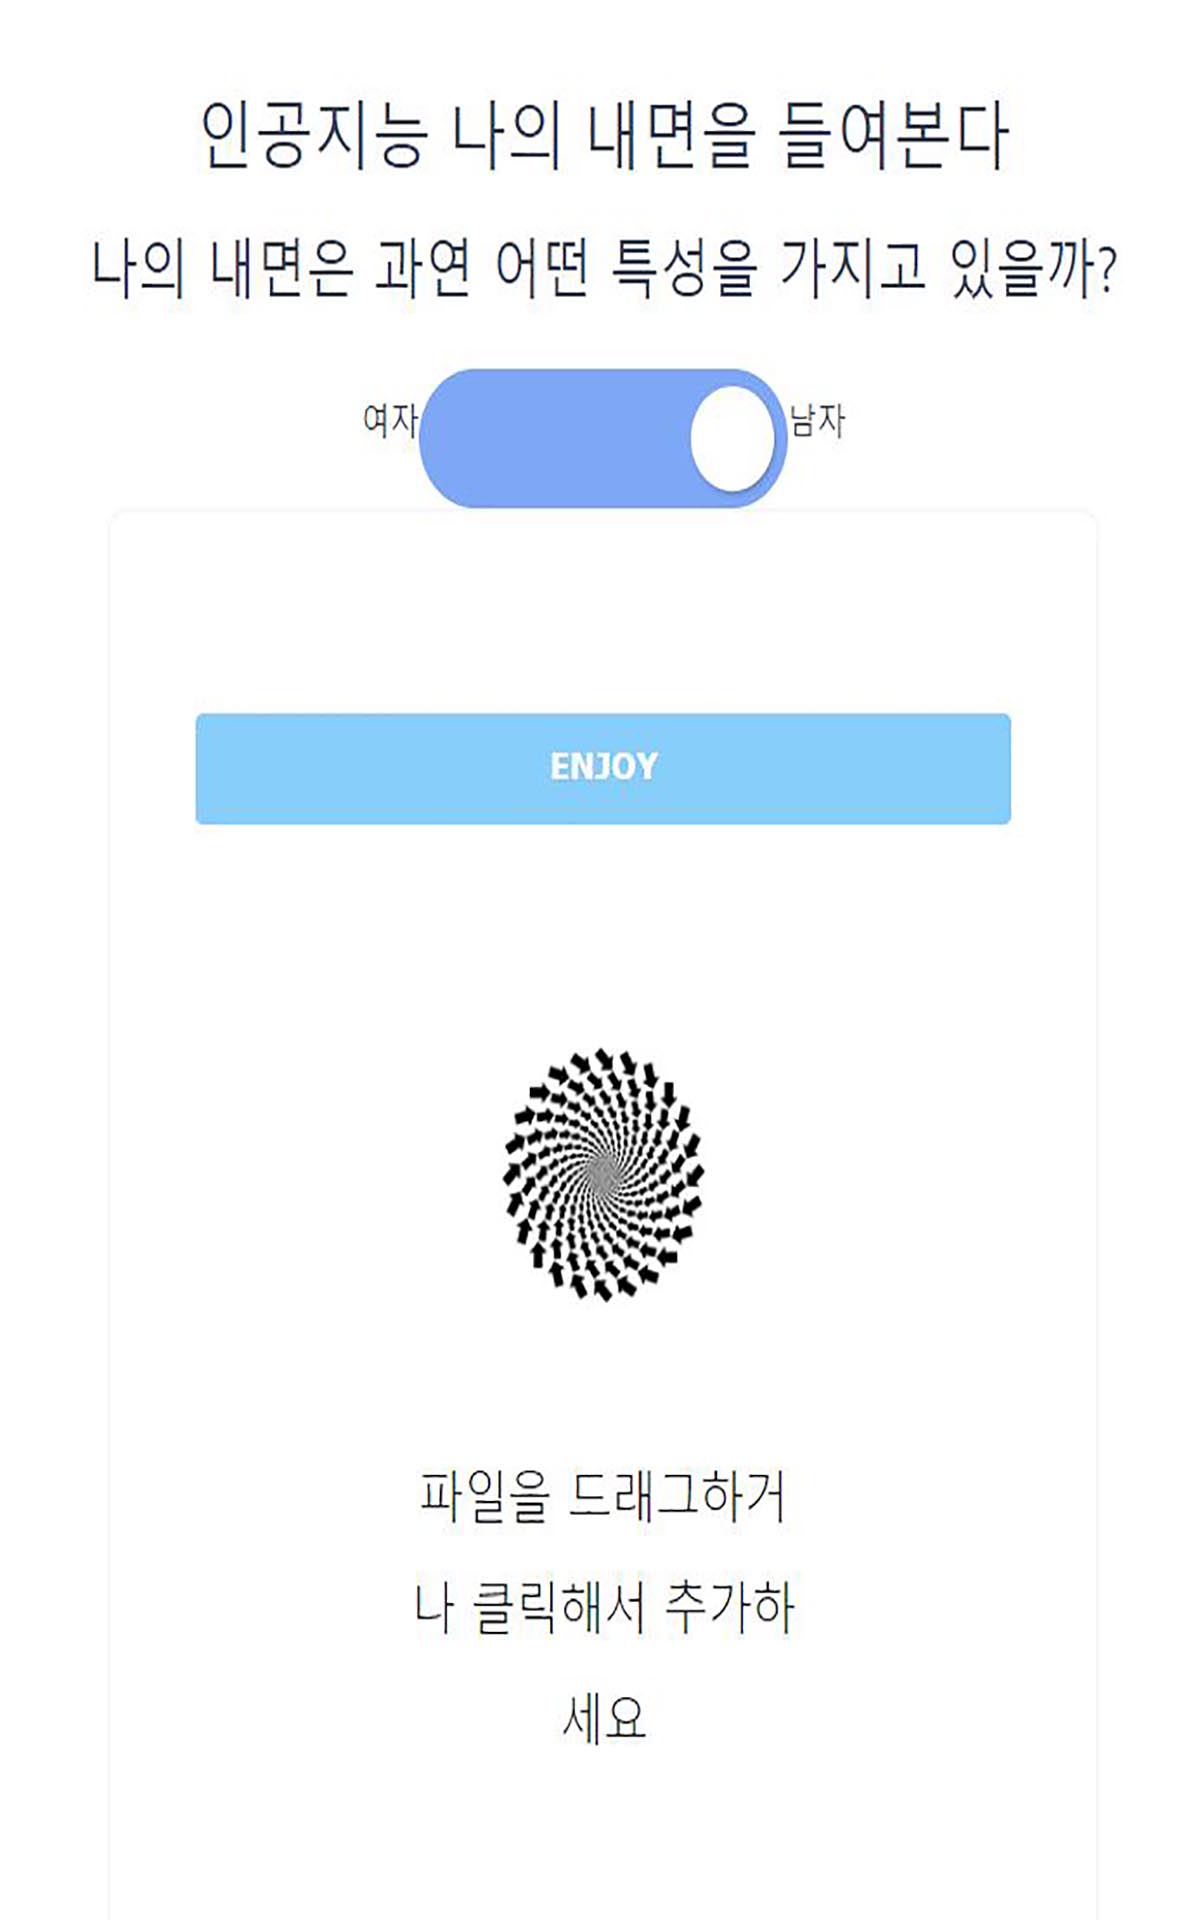 인공지능 나의 내면을 들여본다
나의 내면은 과연 어떤 특성을 가지고 있을까?
여자 남자
ENJOY
파일을 드래그하거
나 클릭해서 추가하
세요